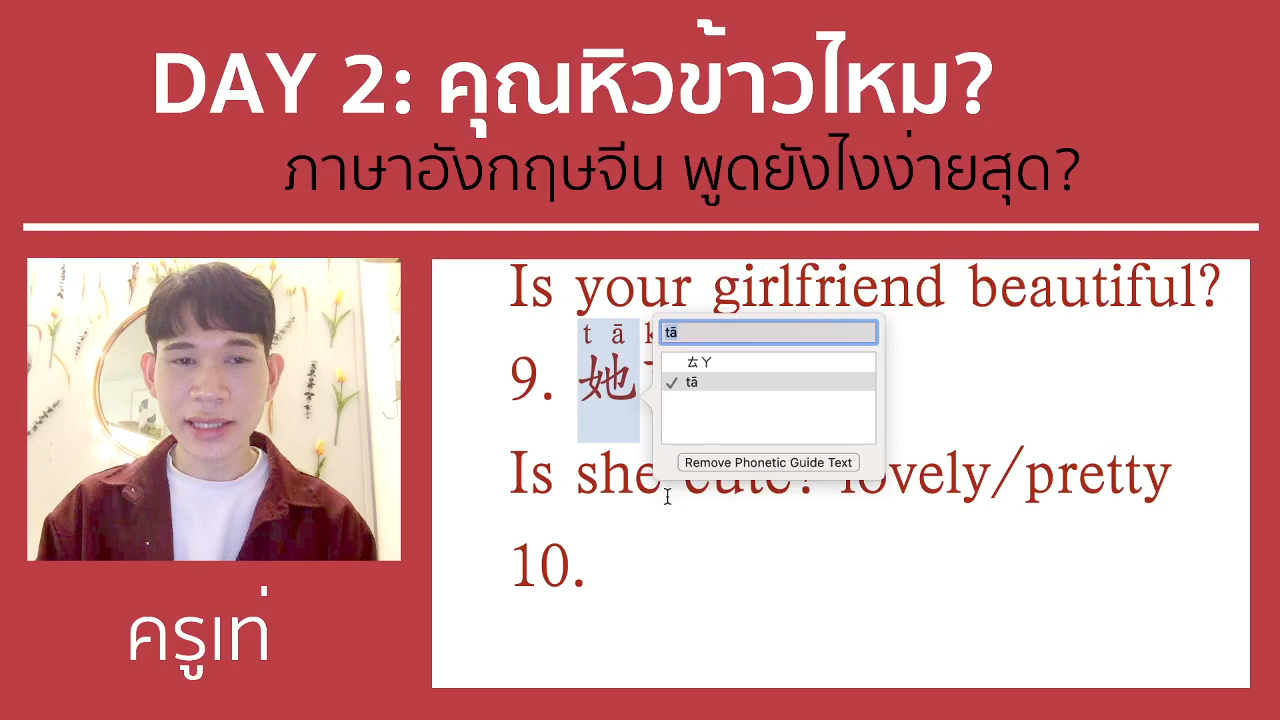 DAY 2: คุณหิวข้าวไหม?
ภาษาอังกฤษจีน พูดยังไงง่ายสุด?
Is your girlfriend beautiful?
tā k
9. 她
tā
ㄊㄚ
✓ tā
Remove Phonetic Guide Text
Is she cute? lovely/pretty
10.
ครูเท่